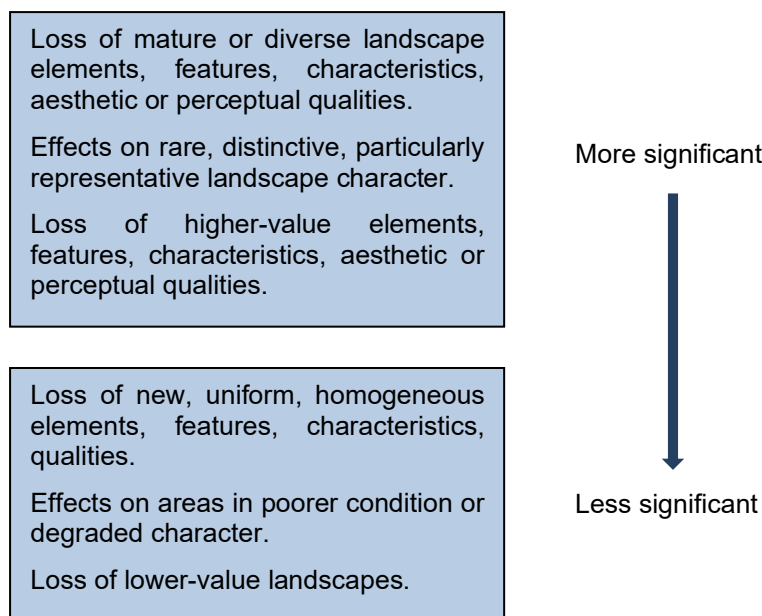 Loss of mature or diverse landscape
elements, features, characteristics,
aesthetic or perceptual qualities.
Effects on rare, distinctive, particularly
representative landscape character.
Loss of higher-value elements,
features, characteristics, aesthetic or
perceptual qualities.
More significant
Loss of new, uniform, homogeneous
elements, features, characteristics,
qualities.
Effects on areas in poorer condition or
degraded character.
Loss of lower-value landscapes.
Less significant